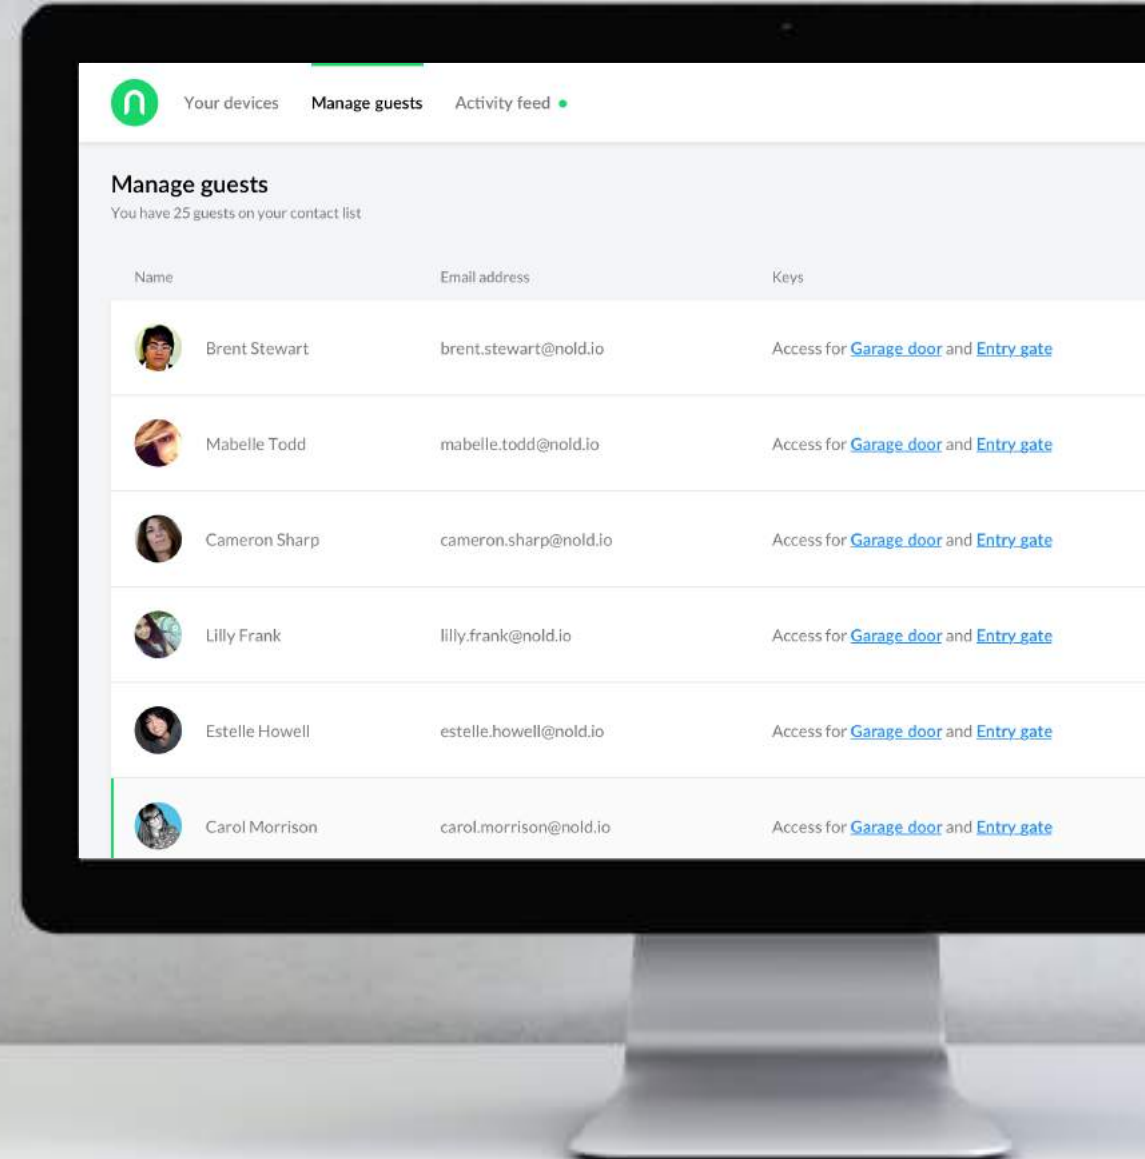 Your devices Manage guests Activity feed
Manage guests
You have 25 guests on your contact list
Name Email address Keys
Brent Stewart brent.stewart@nold.io Access for Garage door and Entry gate
Mabelle Todd mabelle.todd@nold.io Access for Garage door and Entry gate
Cameron Sharp cameron.sharp@nold.io Access for Garage door and Entry gate
Lilly Frank lilly.frank@nold.io Access for Garage door and Entry gate
Estelle Howell estelle.howell@nold.io Access for Garage door and Entry gate
Carol Morrison carol.morrison@nold.io Access for Garage door and Entry gate